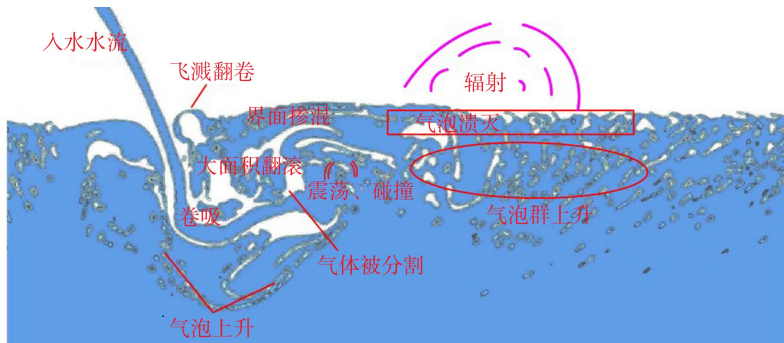 入水水流
飞溅翻卷
辐射
界面掺混
气泡溃灭
大面积翻滚
震荡、碰撞
卷吸
气泡群上升
气体被分割
气泡上升